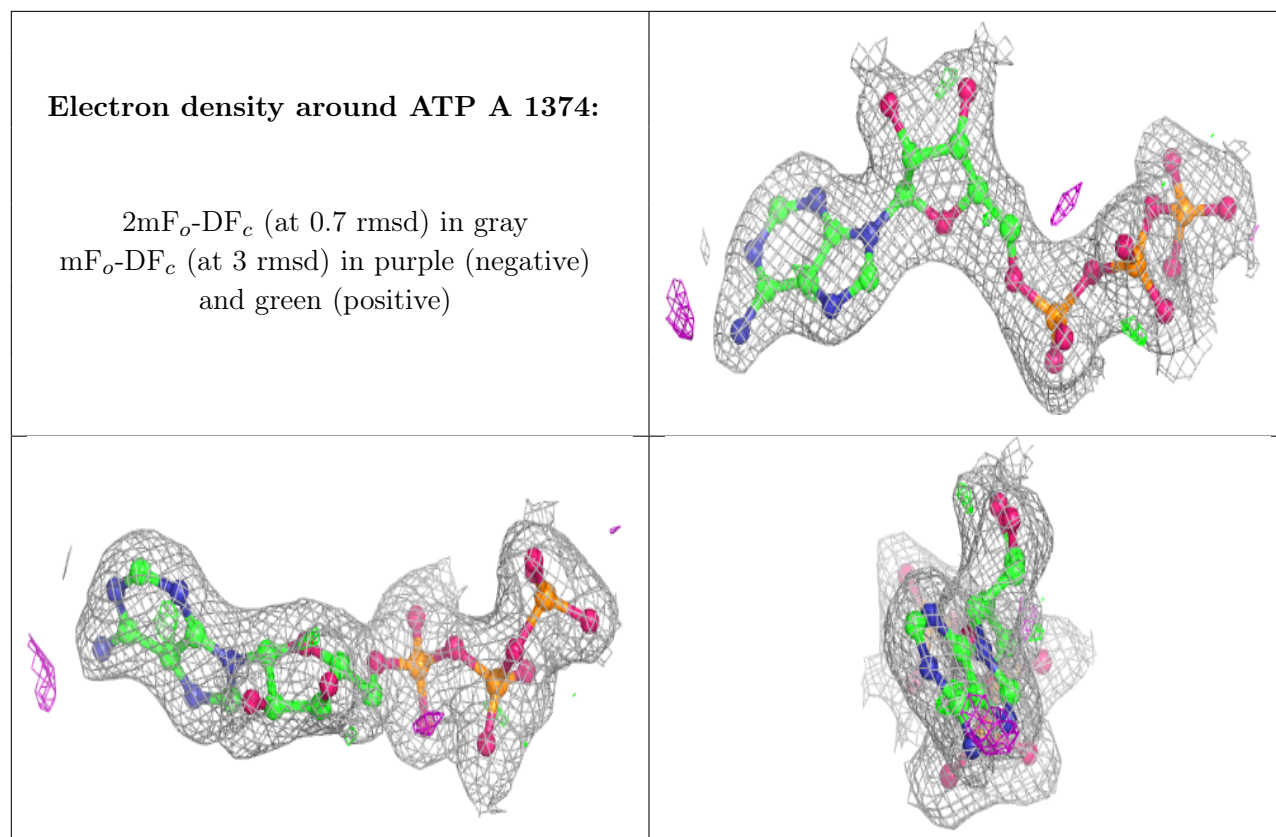 Electron density around ATP A 1374:
2mFₒ-DF𝒸 (at 0.7 rmsd) in gray
mFₒ-DF𝒸 (at 3 rmsd) in purple (negative)
and green (positive)